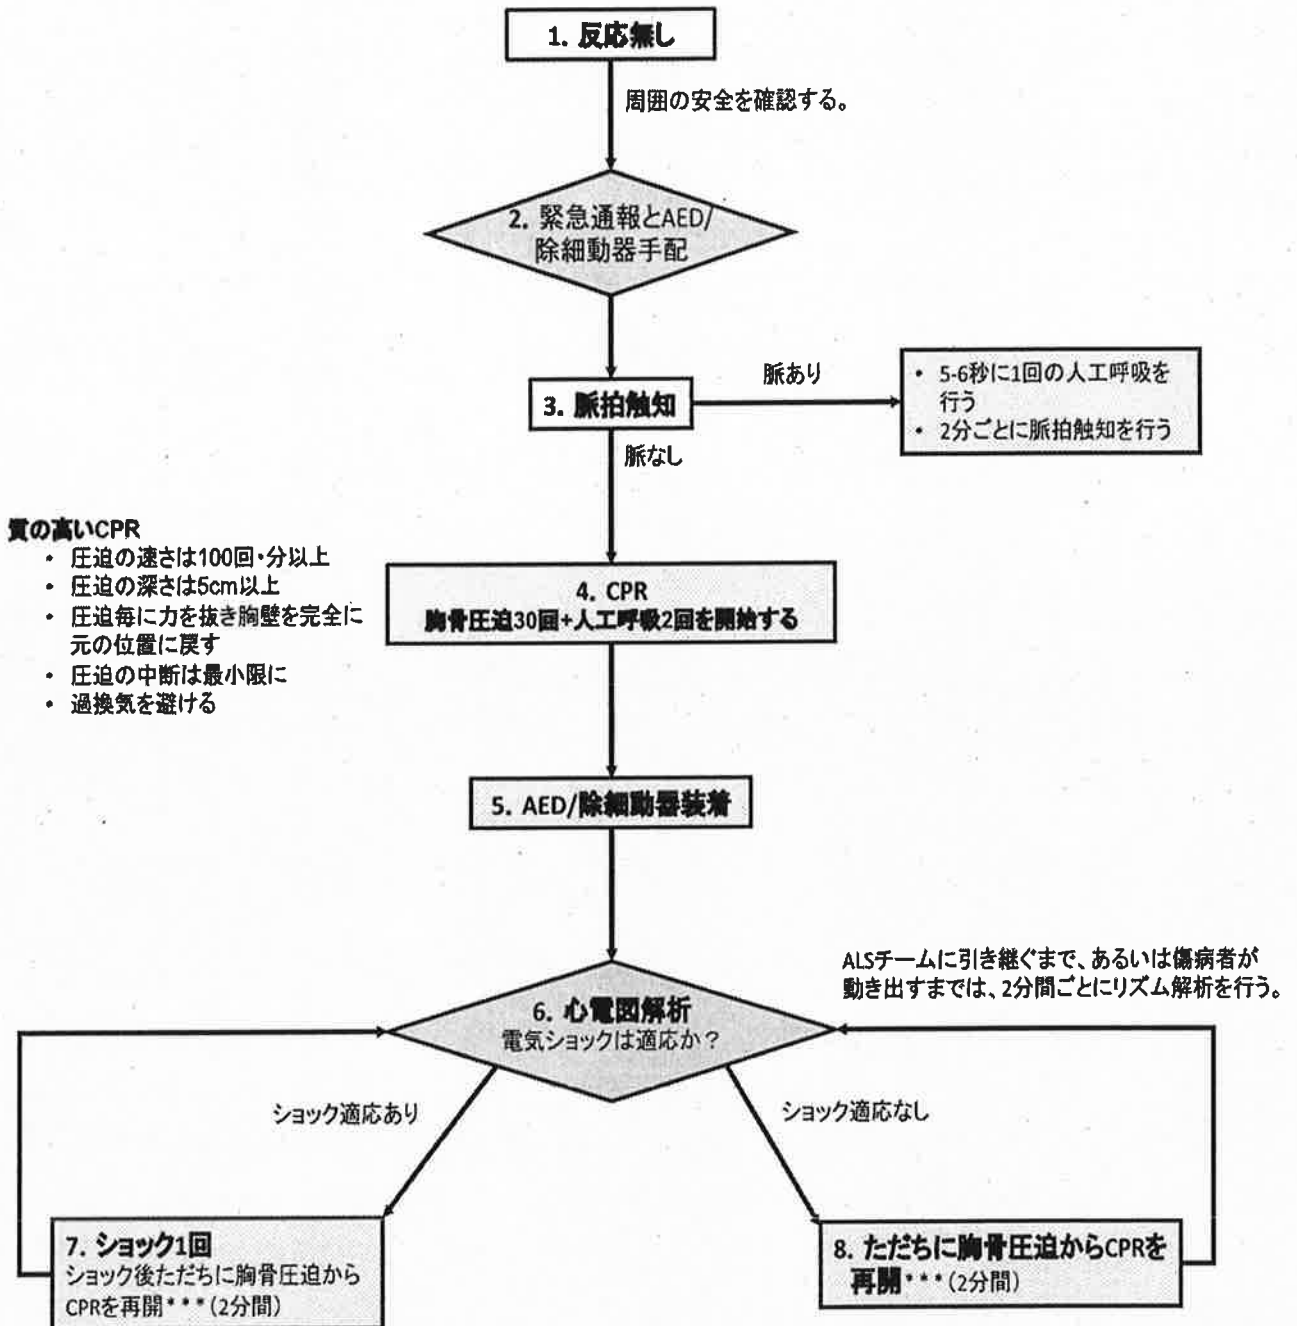 1. 反応無し
周囲の安全を確認する。
2. 緊急通報とAED/
除細動器手配
3. 脈拍触知
脈あり
• 5-6秒に1回の人工呼吸を
行う
• 2分ごとに脈拍触知を行う
脈なし
質の高いCPR
• 圧迫の速さは100回・分以上
• 圧迫の深さは5cm以上
• 圧迫毎に力を抜き胸壁を完全に
元の位置に戻す
• 圧迫の中断は最小限に
• 過換気を避ける
4. CPR
胸骨圧迫30回+人工呼吸2回を開始する
5. AED/除細動器装着
ALSチームに引き継ぐまで、あるいは傷病者が
動き出すまでは、2分間ごとにリズム解析を行う。
6. 心電図解析
電気ショックは適応か？
ショック適応あり
ショック適応なし
7. ショック1回
ショック後ただちに胸骨圧迫から
CPRを再開***(2分間)
8. ただちに胸骨圧迫からCPRを
再開***(2分間)